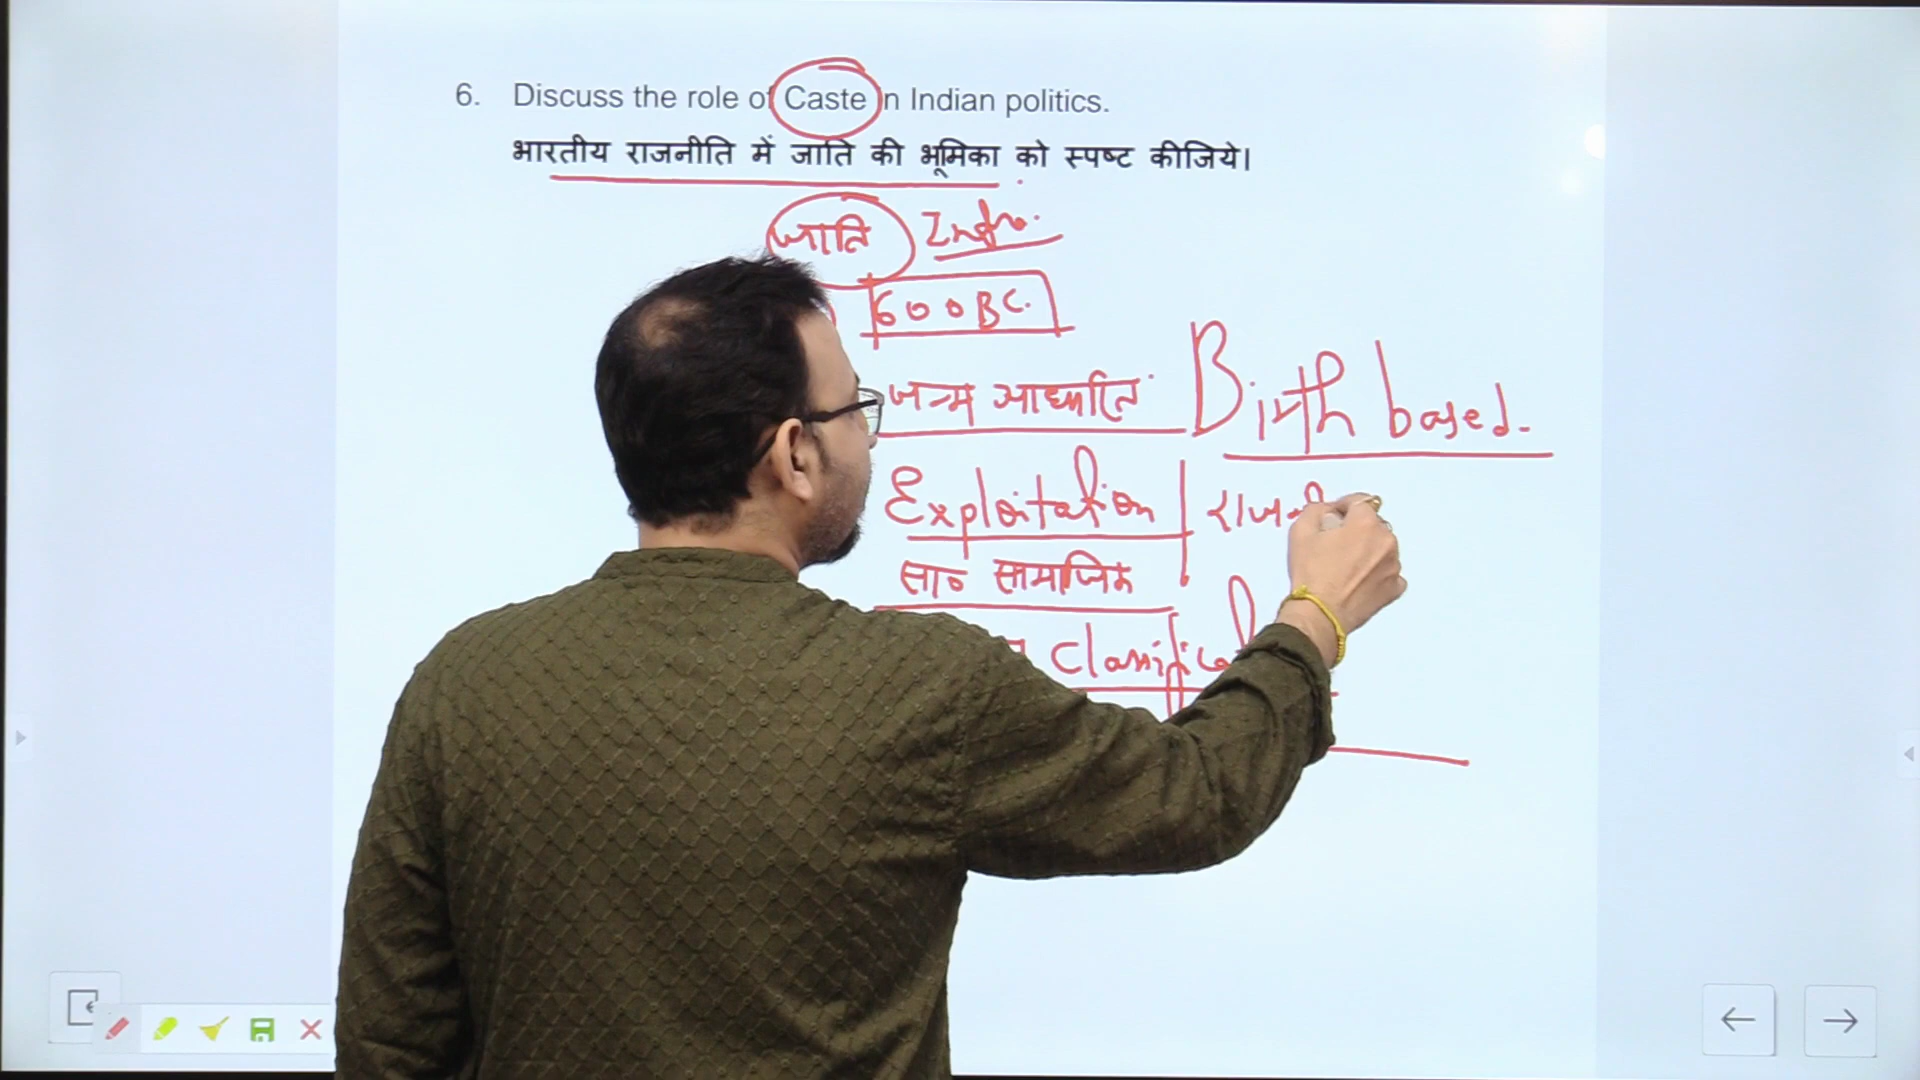 6. Discuss the role of Caste in Indian politics.
भारतीय राजनीति में जाति की भूमिका को स्पष्ट कीजिये।
जाति
600 BC.
जन्म आधारित Birth based.
Exploitation
सा० सामाजिक